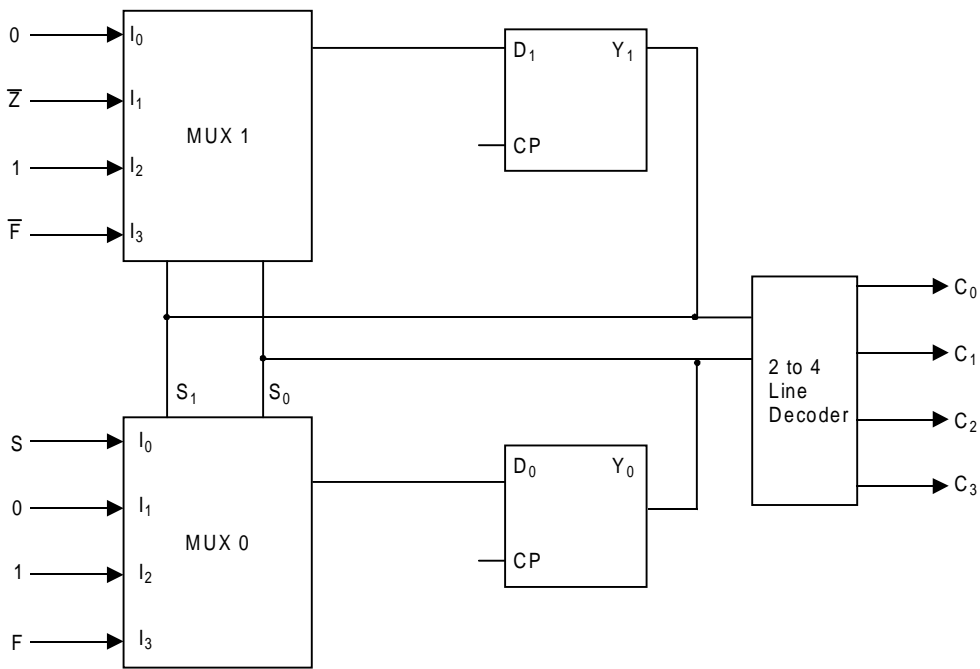 0
I₀
Z̅
I₁
1
I₂
F̅
I₃
MUX 1
D₁
Y₁
CP
S₁
S₀
2 to 4
Line
Decoder
C₀
C₁
C₂
C₃
S
I₀
0
I₁
1
I₂
F
I₃
MUX 0
D₀
Y₀
CP